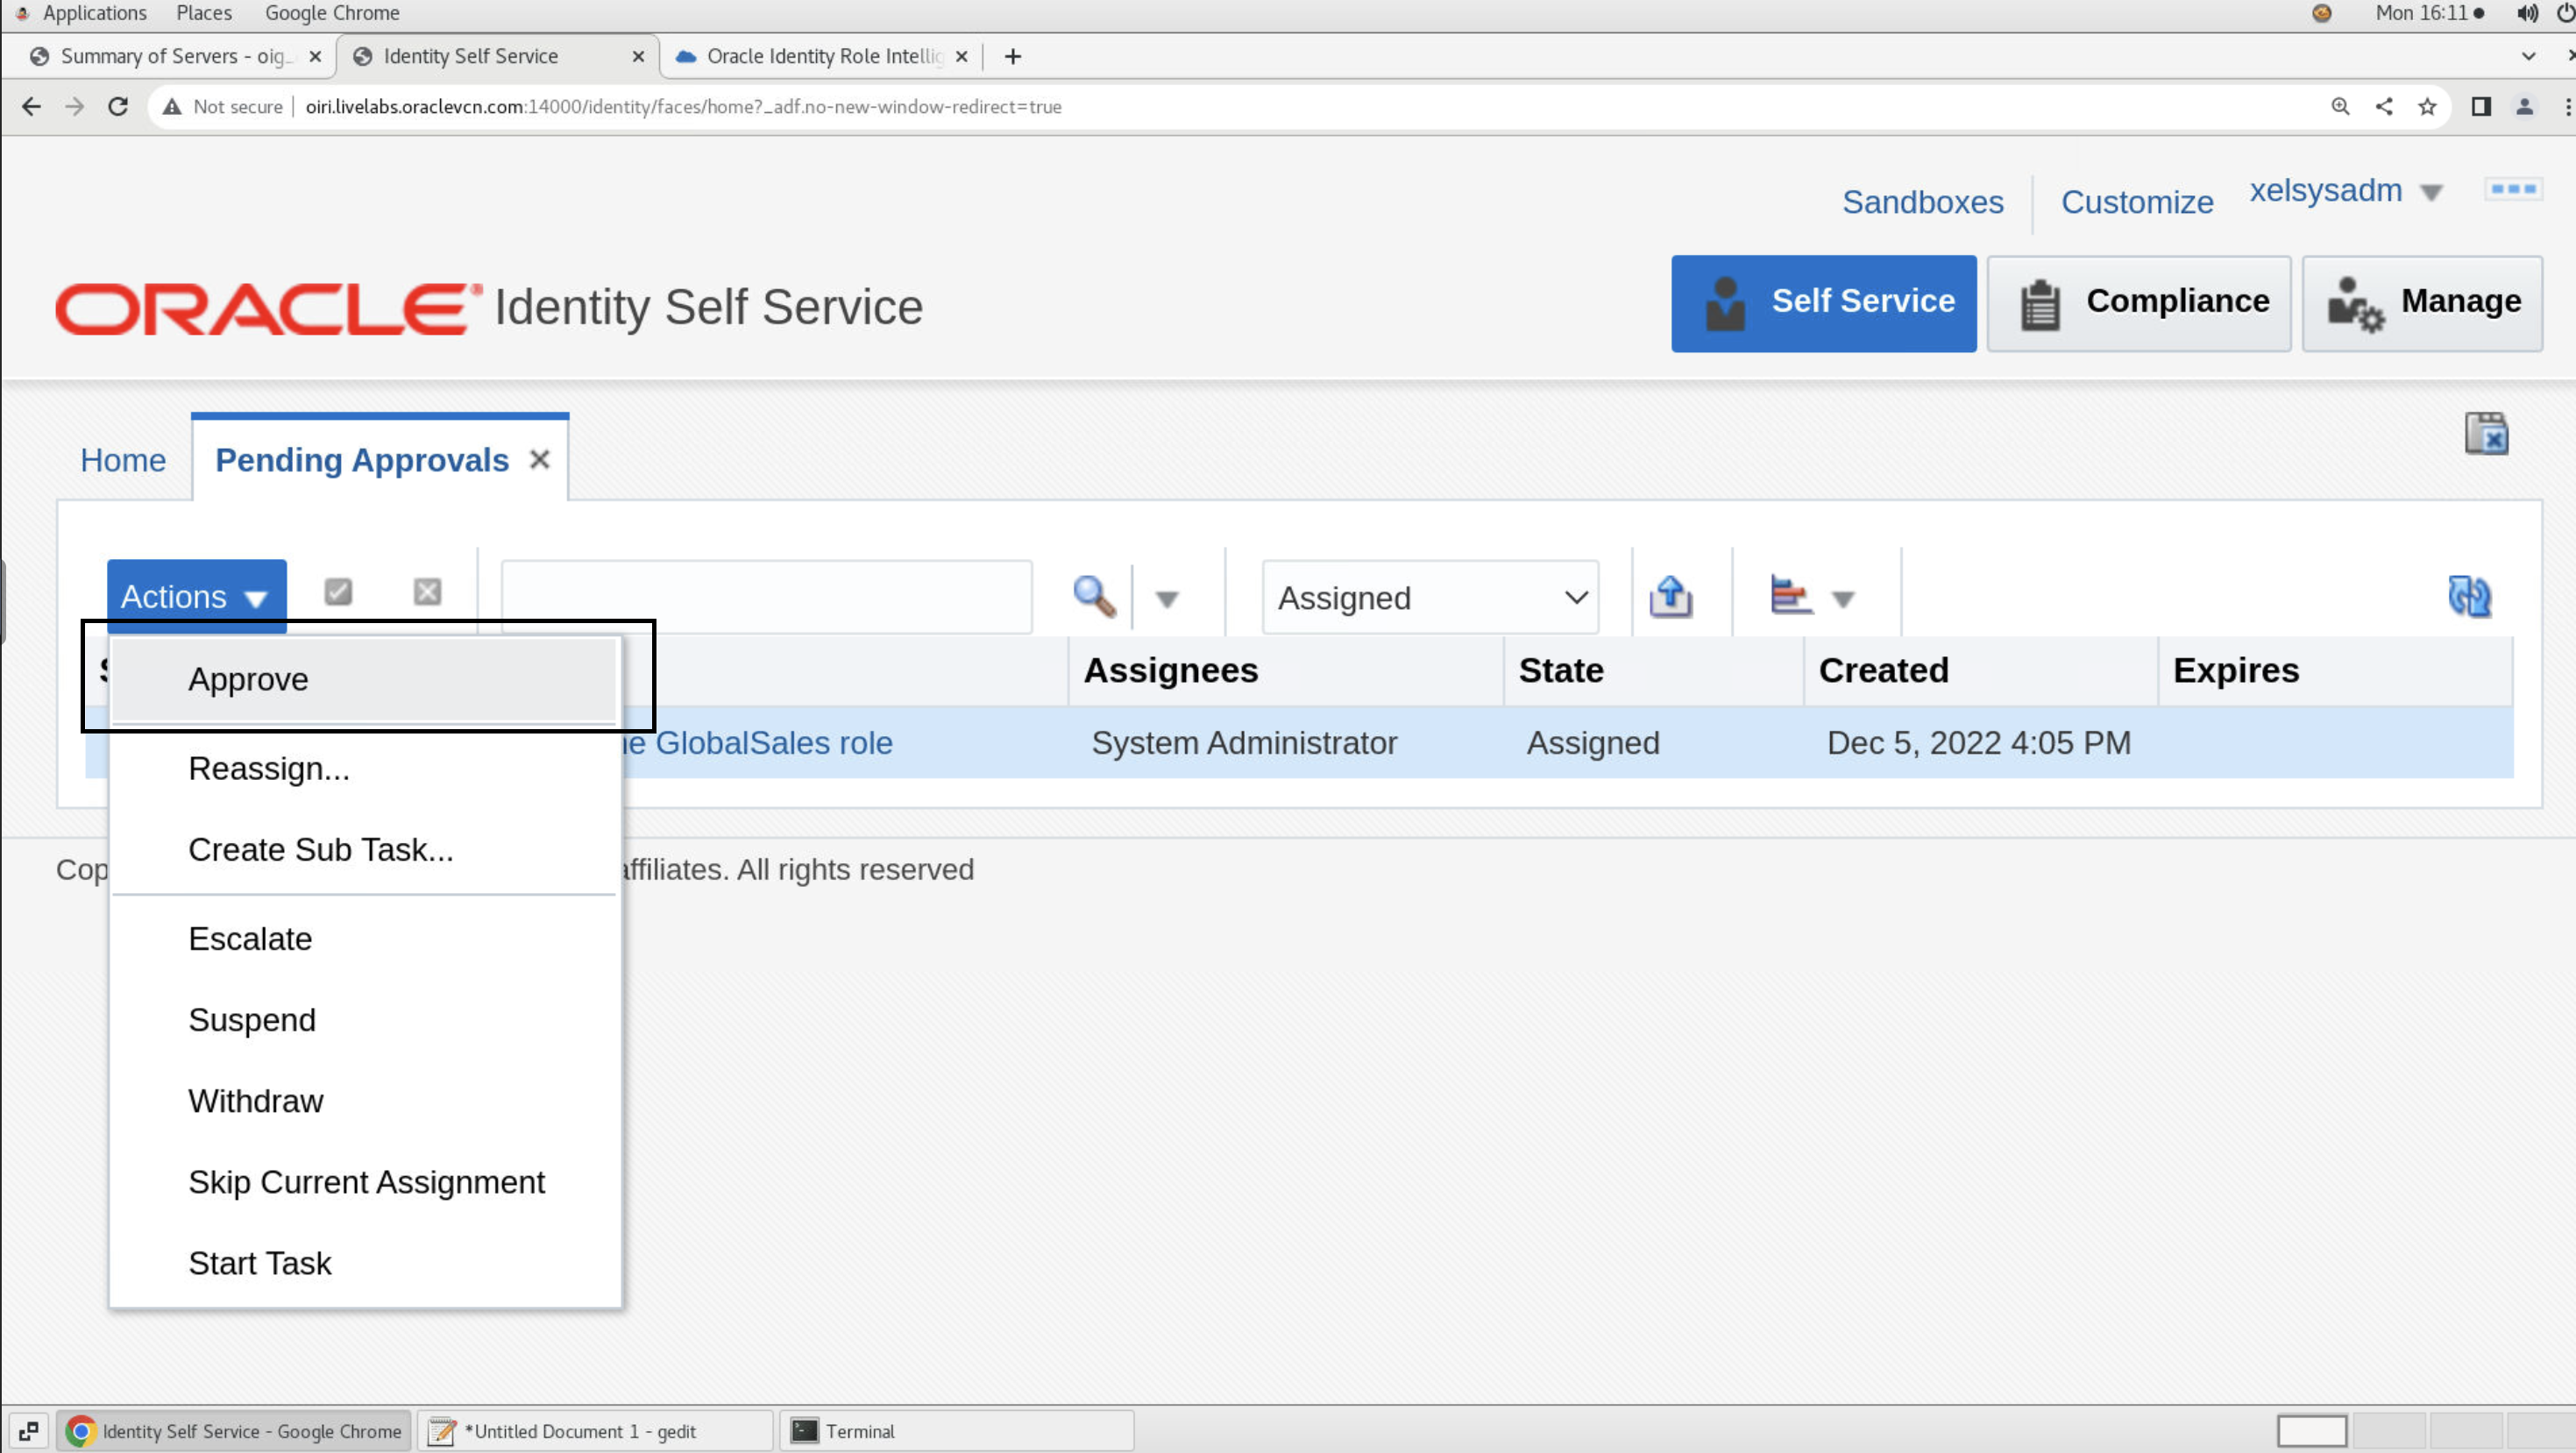 Applications Places Google Chrome Mon 16:11
Summary of Servers - oig_ Identity Self Service Oracle Identity Role Intellig
Not secure oiri.livelabs.oraclevcn.com:14000/identity/faces/home?_adf.no-new-window-redirect=true
Sandboxes Customize xelsysadm
ORACLE Identity Self Service Self Service Compliance Manage
Home Pending Approvals
Actions Assigned
Assignees State Created Expires
Approve
GlobalSales role System Administrator Assigned Dec 5, 2022 4:05 PM
Reassign...
Create Sub Task...
affiliates. All rights reserved
Escalate
Suspend
Withdraw
Skip Current Assignment
Start Task
Identity Self Service - Google Chrome *Untitled Document 1 - gedit Terminal